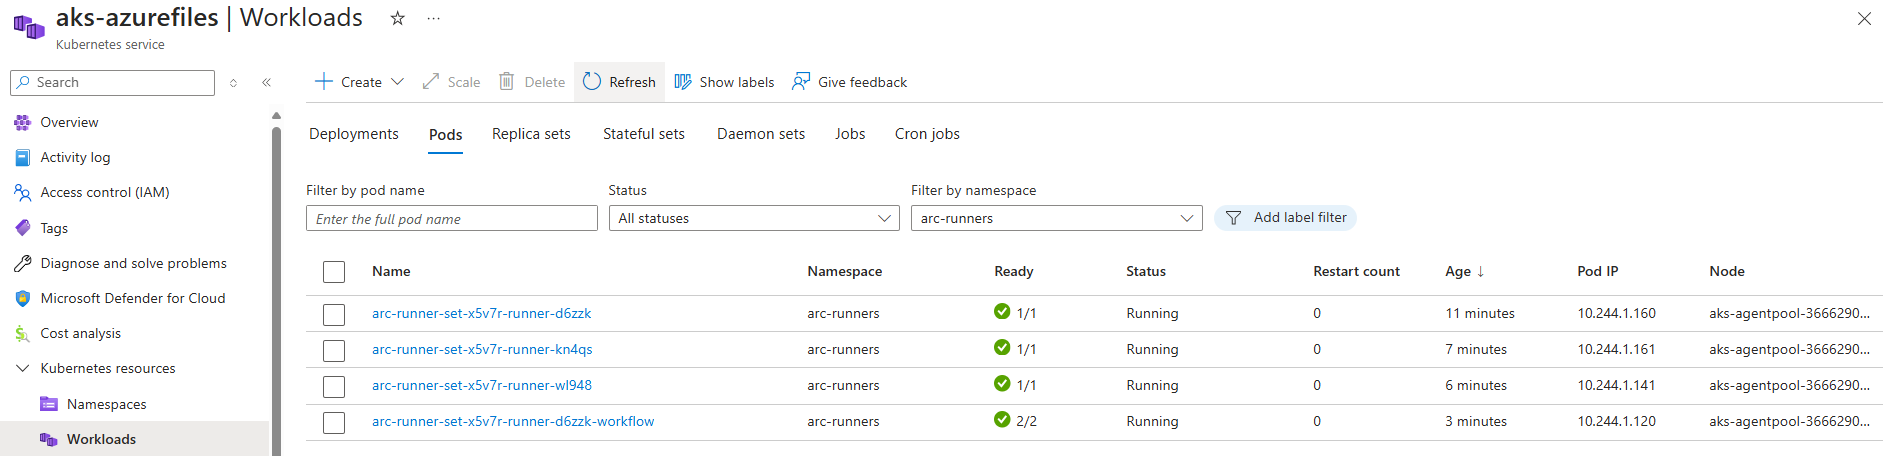 aks-azurefiles | Workloads
Kubernetes service
Search
Overview
Activity log
Access control (IAM)
Tags
Diagnose and solve problems
Microsoft Defender for Cloud
Cost analysis
Kubernetes resources
Namespaces
Workloads
Create Scale Delete Refresh Show labels Give feedback
Deployments Pods Replica sets Stateful sets Daemon sets Jobs Cron jobs
Filter by pod name Status Filter by namespace
Enter the full pod name All statuses arc-runners Add label filter
Name Namespace Ready Status Restart count Age ↓ Pod IP Node
arc-runner-set-x5v7r-runner-d6zzk arc-runners 1/1 Running 0 11 minutes 10.244.1.160 aks-agentpool-3666290...
arc-runner-set-x5v7r-runner-kn4qs arc-runners 1/1 Running 0 7 minutes 10.244.1.161 aks-agentpool-3666290...
arc-runner-set-x5v7r-runner-wl948 arc-runners 1/1 Running 0 6 minutes 10.244.1.141 aks-agentpool-3666290...
arc-runner-set-x5v7r-runner-d6zzk-workflow arc-runners 2/2 Running 0 3 minutes 10.244.1.120 aks-agentpool-3666290...